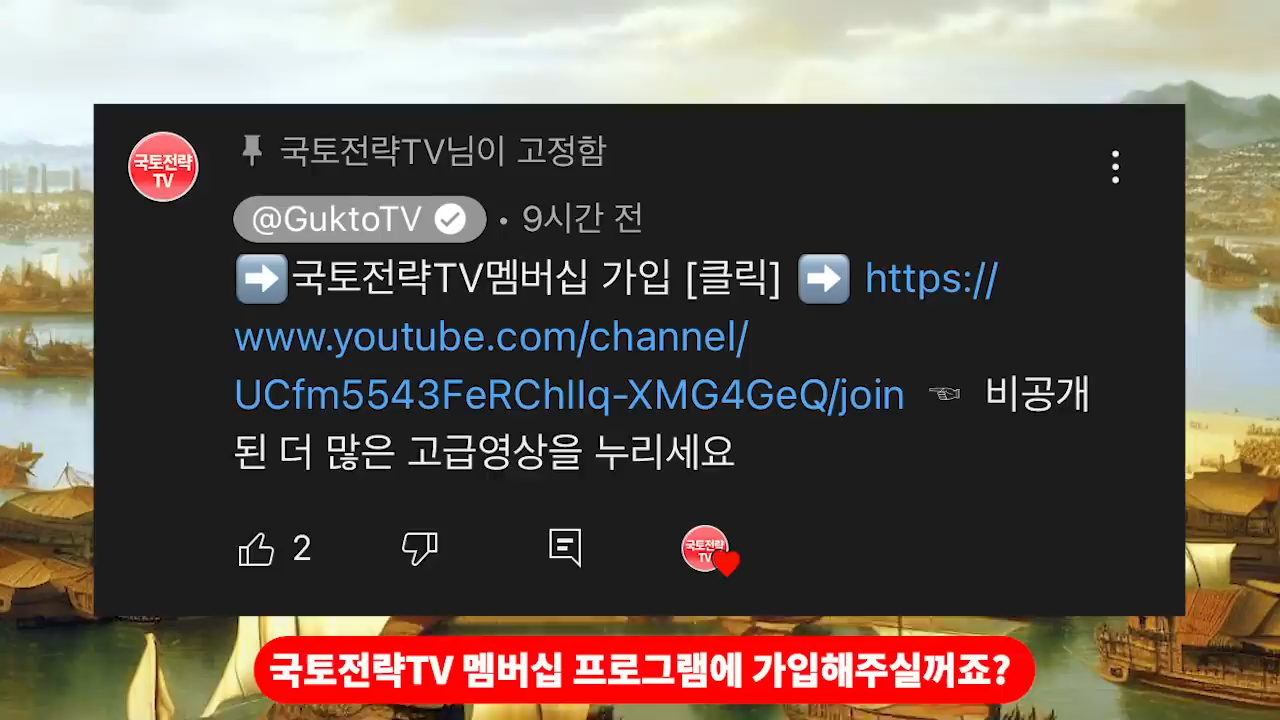 국토전략
TV
국토전략TV님이 고정함
@GuktoTV • 9시간 전
➡️국토전략TV멤버십 가입 [클릭] ➡️ https://
www.youtube.com/channel/
UCfm5543FeRChIIq-XMG4GeQ/join ☜ 비공개
된 더 많은 고급영상을 누리세요
2
국토전략
TV
국토전략TV 멤버십 프로그램에 가입해주실꺼죠?